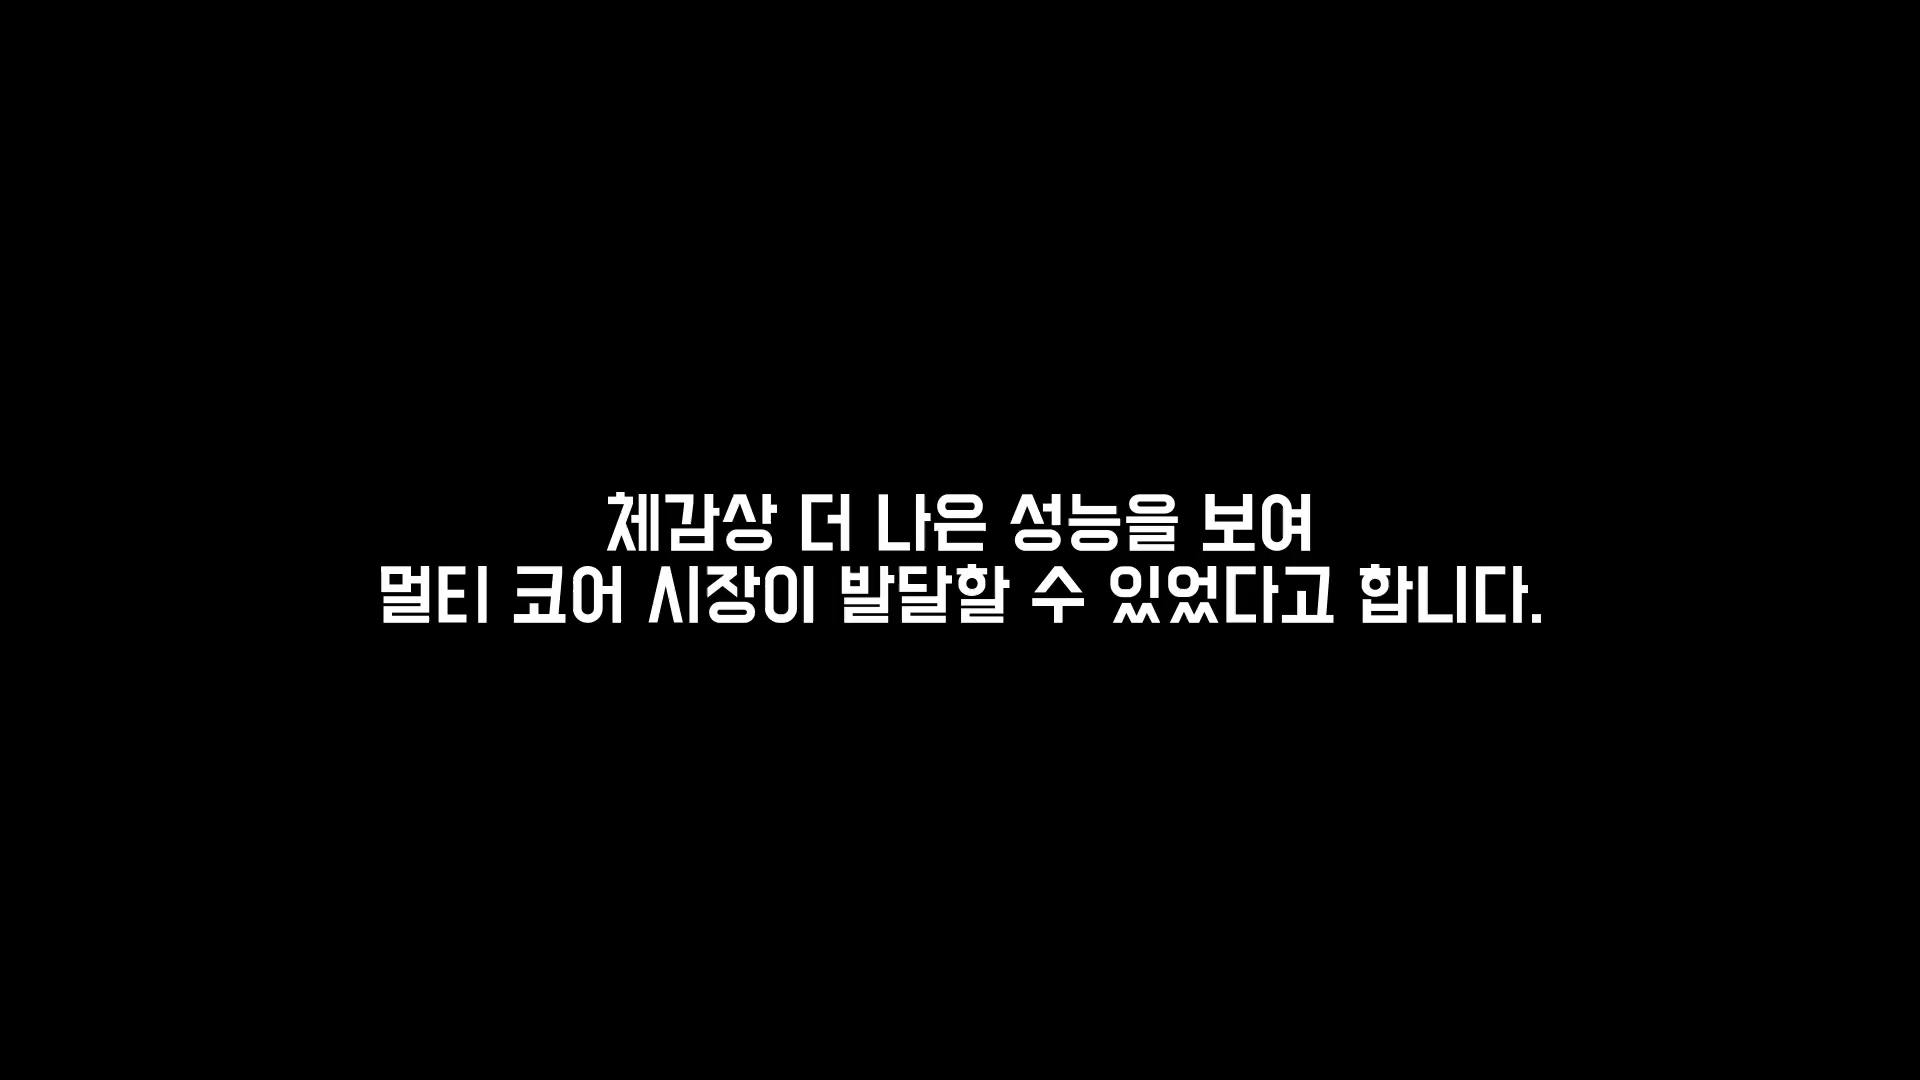 체감상 더 나은 성능을 보여
멀티 코어 시장이 발달할 수 있었다고 합니다.